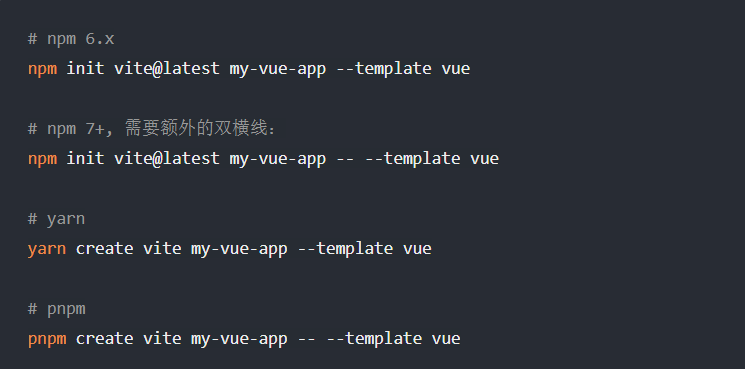 # npm 6.x
npm init vite@latest my-vue-app --template vue
# npm 7+, 需要额外的双横线：
npm init vite@latest my-vue-app -- --template vue
# yarn
yarn create vite my-vue-app --template vue
# pnpm
pnpm create vite my-vue-app -- --template vue